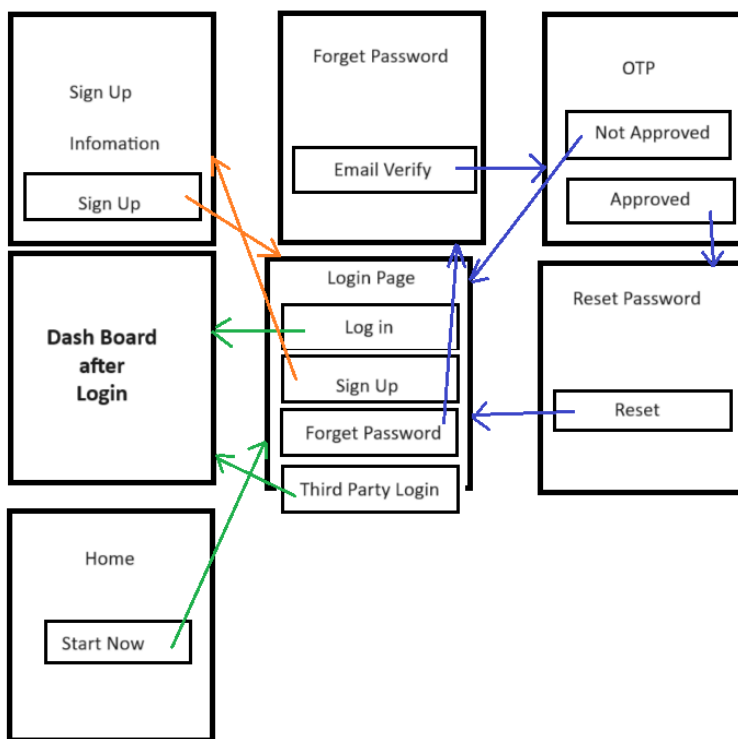 Sign Up
Infomation
Sign Up
Forget Password
Email Verify
OTP
Not Approved
Approved
Dash Board
after
Login
Login Page
Log in
Sign Up
Forget Password
Third Party Login
Reset Password
Reset
Home
Start Now